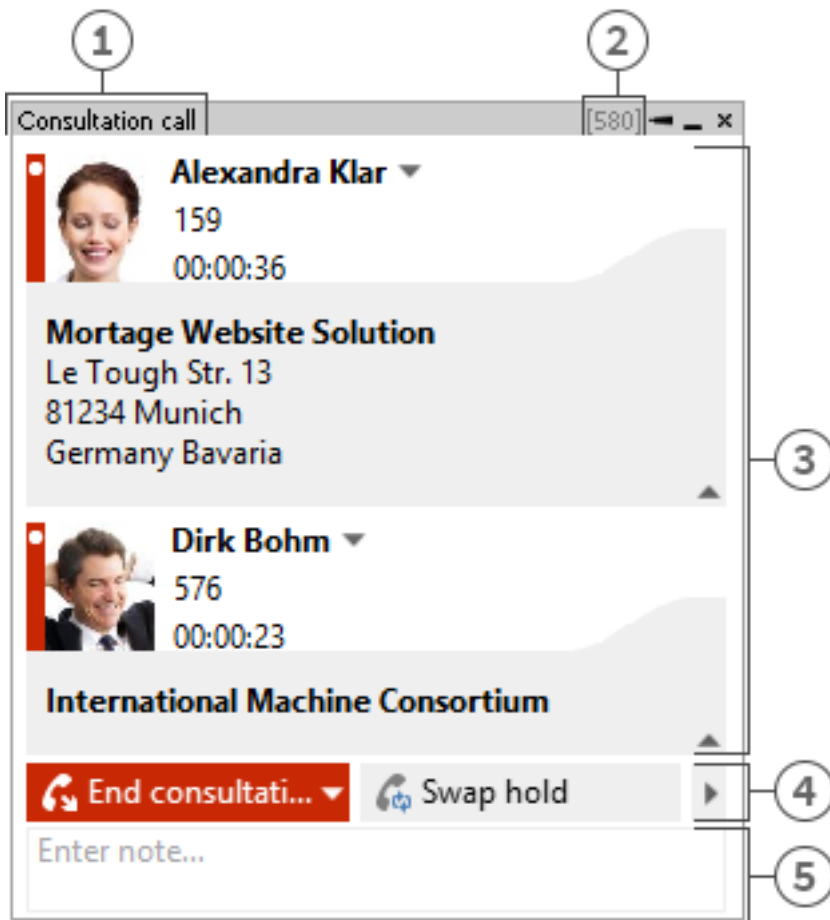 1
2
Consultation call [580]
Alexandra Klar
159
00:00:36
Mortage Website Solution
Le Tough Str. 13
81234 Munich
Germany Bavaria
3
Dirk Bohm
576
00:00:23
International Machine Consortium
End consultati... Swap hold
4
Enter note...
5